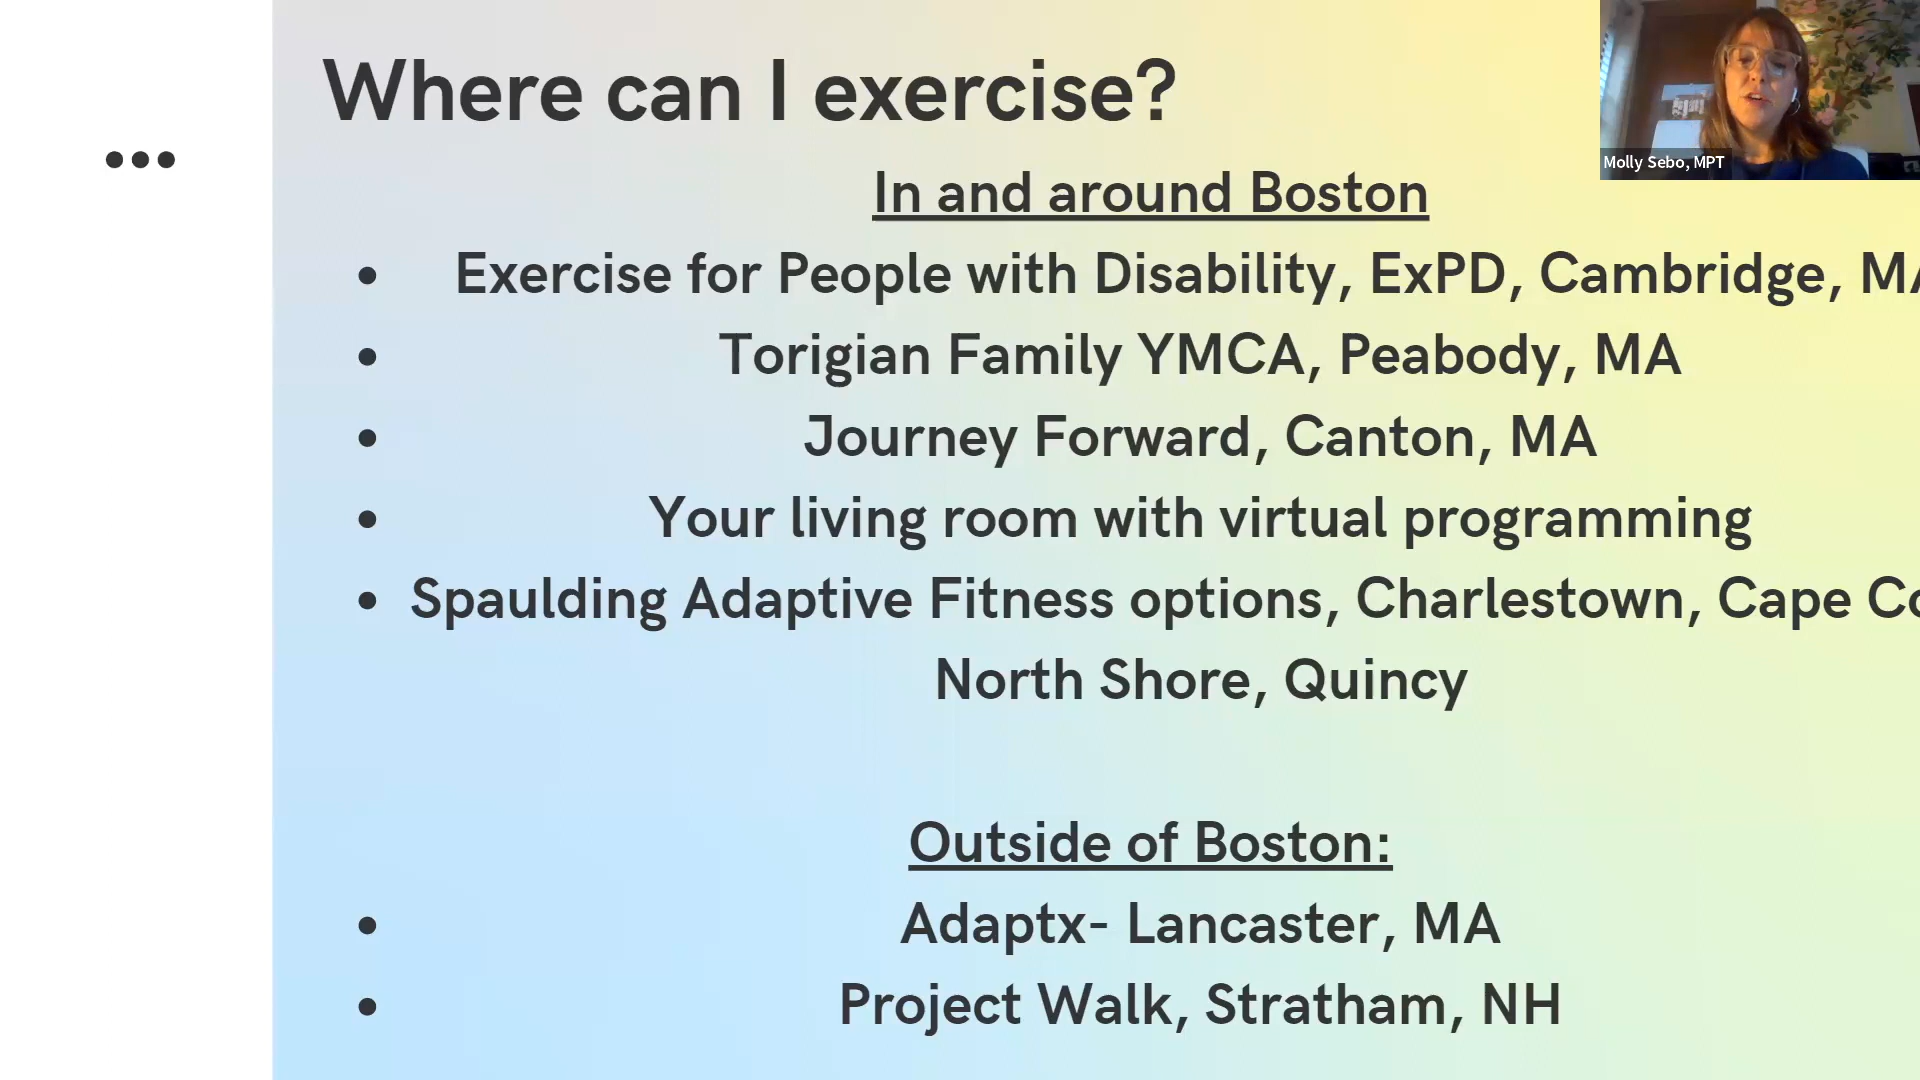 Where can I exercise?
Molly Sebo, MPT
In and around Boston
• Exercise for People with Disability, ExPD, Cambridge, MA
• Torigian Family YMCA, Peabody, MA
• Journey Forward, Canton, MA
• Your living room with virtual programming
• Spaulding Adaptive Fitness options, Charlestown, Cape
North Shore, Quincy
Outside of Boston:
• Adaptx- Lancaster, MA
• Project Walk, Stratham, NH